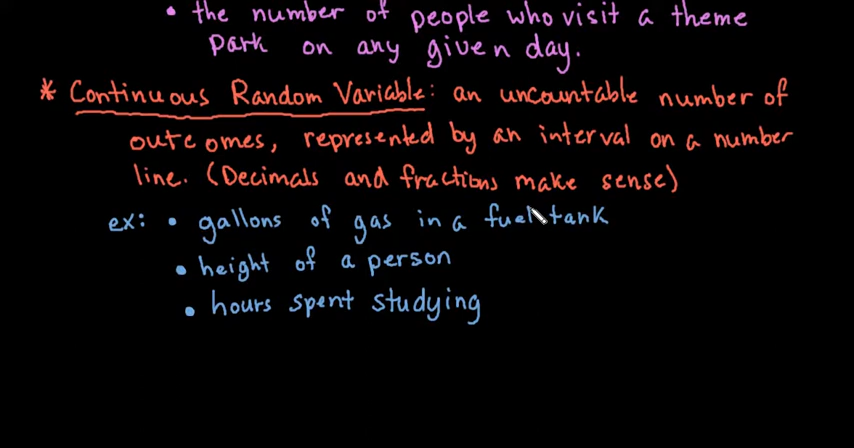 • the number of people who visit a theme
park on any given day.
* Continuous Random Variable: an uncountable number of
outcomes, represented by an interval on a number
line. (Decimals and fractions make sense)
ex: • gallons of gas in a fuel tank
• height of a person
• hours spent studying